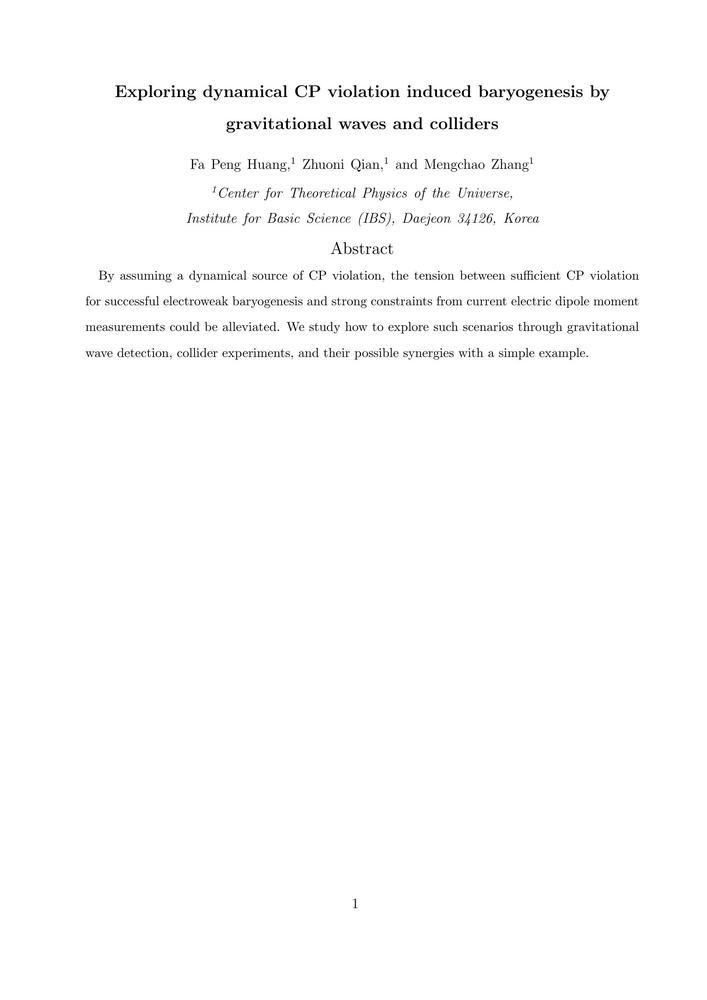 Exploring dynamical CP violation induced baryogenesis by
gravitational waves and colliders
Fa Peng Huang,¹ Zhuoni Qian,¹ and Mengchao Zhang¹
¹Center for Theoretical Physics of the Universe,
Institute for Basic Science (IBS), Daejeon 34126, Korea
Abstract
By assuming a dynamical source of CP violation, the tension between sufficient CP violation
for successful electroweak baryogenesis and strong constraints from current electric dipole moment
measurements could be alleviated. We study how to explore such scenarios through gravitational
wave detection, collider experiments, and their possible synergies with a simple example.
1